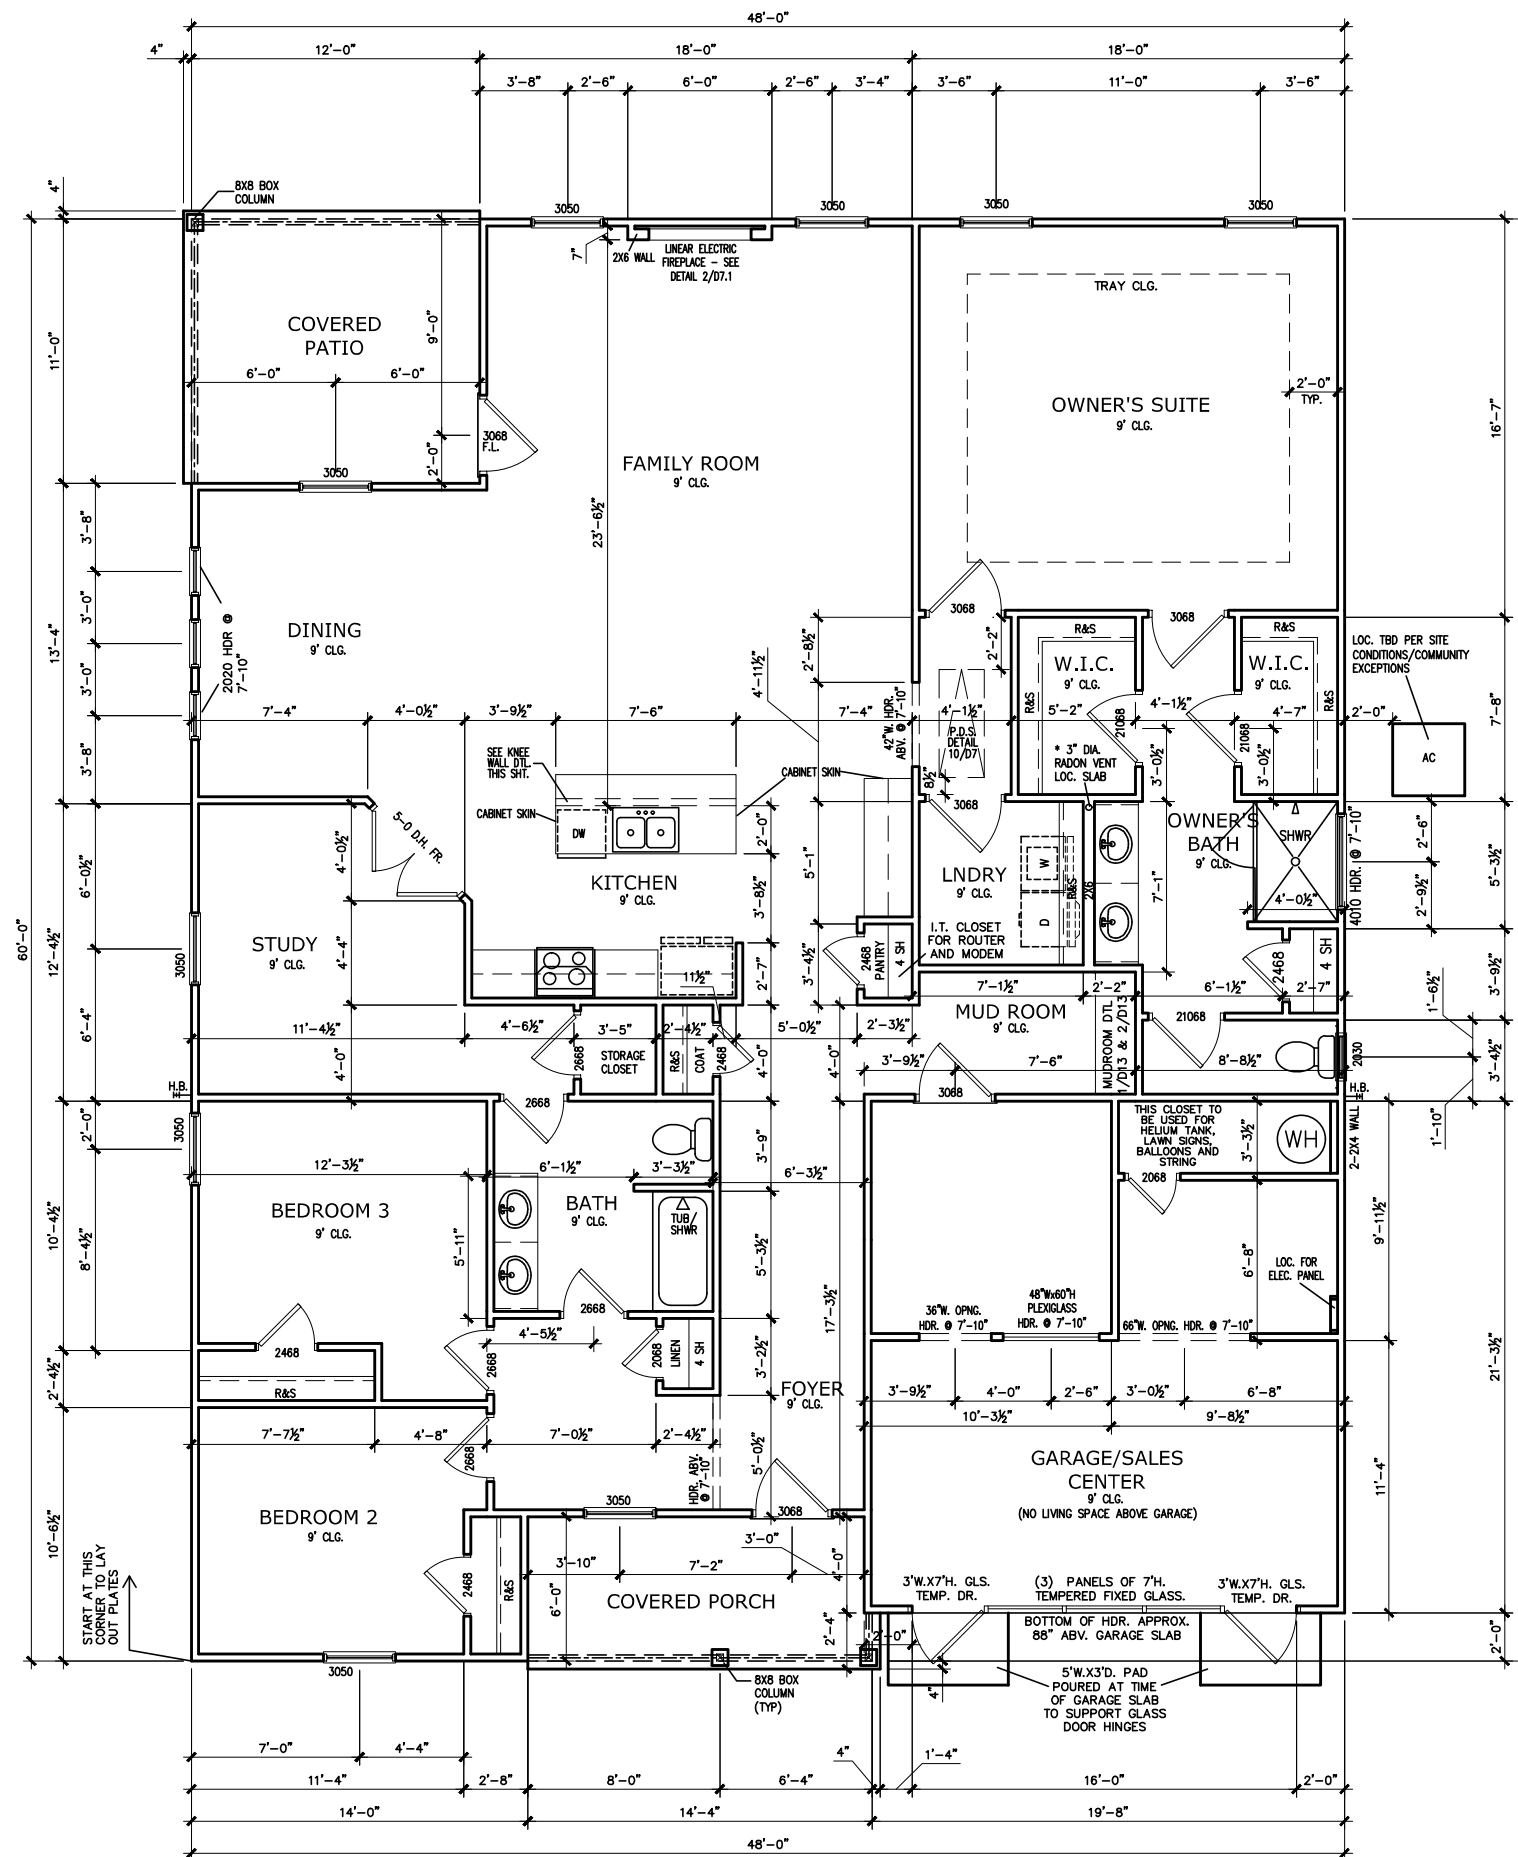 48'-0"
4"
12'-0"
18'-0"
18'-0"
3'-8"
2'-6"
6'-0"
2'-6"
3'-4"
3'-6"
11'-0"
3'-6"
4"
8X8 BOX
COLUMN
3050
3050
3050
3050
7"
2X6 WALL
LINEAR ELECTRIC
FIREPLACE – SEE
DETAIL 2/D7.1
TRAY CLG.
COVERED
PATIO
9'-0"
11'-0"
6'-0"
6'-0"
2'-0"
TYP.
OWNER'S SUITE
9' CLG.
16'-7"
3068
F.L.
2'-0"
3050
FAMILY ROOM
9' CLG.
23'-6½"
3'-8"
3'-0"
3'-0"
3'-8"
13'-4"
2020 HDR @
7'-10"
DINING
9' CLG.
3068
3068
2'-2"
2'-8½"
4'-11½"
R&S
W.I.C.
9' CLG.
R&S
R&S
W.I.C.
9' CLG.
R&S
LOC. TBD PER SITE
CONDITIONS/COMMUNITY
EXCEPTIONS
7'-8"
7'-4"
4'-0½"
3'-9½"
7'-6"
7'-4"
4'-1½"
5'-2"
4'-1½"
4'-7"
2'-0"
42"W. HDR.
ABV. @ 7'-10"
P.D.S.
DETAIL
10/D7
21068
21068
3'-0½"
3'-0½"
* 3" DIA.
RADON VENT
LOC. SLAB
AC
SEE KNEE
WALL DTL.
THIS SHT.
CABINET SKIN
CABINET SKIN
8½"
3068
DW
5-0 D.H. FR.
4'-0½"
2'-0"
5'-1"
OWNER'S
BATH
9' CLG.
SHWR
4010 HDR. @ 7'-10"
2'-6"
5'-3½"
2'-9½"
4'-0½"
6'-0½"
KITCHEN
9' CLG.
3'-8½"
LNDRY
9' CLG.
W
D
R&S
2X6
7'-1"
60'-0"
12'-4½"
STUDY
9' CLG.
4'-4"
3050
I.T. CLOSET
FOR ROUTER
AND MODEM
2468
PANTRY
4 SH
3'-4½"
2'-7"
11½"
2468
4 SH
3'-9½"
1'-6½"
7'-1½"
2'-2"
6'-1½"
2'-7"
MUD ROOM
9' CLG.
MUDROOM DTL
1/D13 & 2/D13
21068
6'-4"
11'-4½"
4'-6½"
3'-5"
2'-4½"
5'-0½"
2'-3½"
4'-0"
2668
STORAGE
CLOSET
R&S
COAT
2468
4'-0"
4'-0"
3'-9½"
7'-6"
8'-8½"
2030
3'-4½"
H.B.
2668
3068
H.B.
2-2X4 WALL
1'-10"
2'-0"
3050
THIS CLOSET TO
BE USED FOR
HELIUM TANK,
LAWN SIGNS,
BALLOONS AND
STRING
3'-3½"
WH
3'-9"
12'-3½"
6'-1½"
3'-3½"
6'-3½"
2068
BEDROOM 3
9' CLG.
BATH
9' CLG.
TUB/
SHWR
10'-4½"
8'-4½"
5'-11"
5'-3½"
6'-8"
9'-11½"
LOC. FOR
ELEC. PANEL
17'-3½"
36"W. OPNG.
HDR. @ 7'-10"
48"Wx60"H
PLEXIGLASS
HDR. @ 7'-10"
66"W. OPNG. HDR. @ 7'-10"
2668
2468
4'-5½"
2668
2068
LINEN
4 SH
3'-2½"
R&S
2'-4½"
FOYER
9' CLG.
3'-9½"
4'-0"
2'-6"
3'-0½"
6'-8"
10'-3½"
9'-8½"
21'-3½"
7'-7½"
4'-8"
2668
7'-0½"
2'-4½"
HDR. ABV.
@ 7'-10"
5'-0½"
GARAGE/SALES
CENTER
9' CLG.
(NO LIVING SPACE ABOVE GARAGE)
11'-4"
BEDROOM 2
9' CLG.
10'-6½"
3050
3068
3'-0"
4'-0"
3'-10"
7'-2"
6'-0"
COVERED PORCH
2468
R&S
3'W.X7'H. GLS.
TEMP. DR.
(3) PANELS OF 7'H.
TEMPERED FIXED GLASS.
3'W.X7'H. GLS.
TEMP. DR.
BOTTOM OF HDR. APPROX.
88" ABV. GARAGE SLAB
START AT THIS
CORNER TO LAY
OUT PLATES
2'-4"
2'-0"
2'-0"
3050
8X8 BOX
COLUMN
(TYP)
4"
5'W.X3'D. PAD
POURED AT TIME
OF GARAGE SLAB
TO SUPPORT GLASS
DOOR HINGES
7'-0"
4'-4"
4"
1'-4"
11'-4"
2'-8"
8'-0"
6'-4"
16'-0"
2'-0"
14'-0"
14'-4"
19'-8"
48'-0"